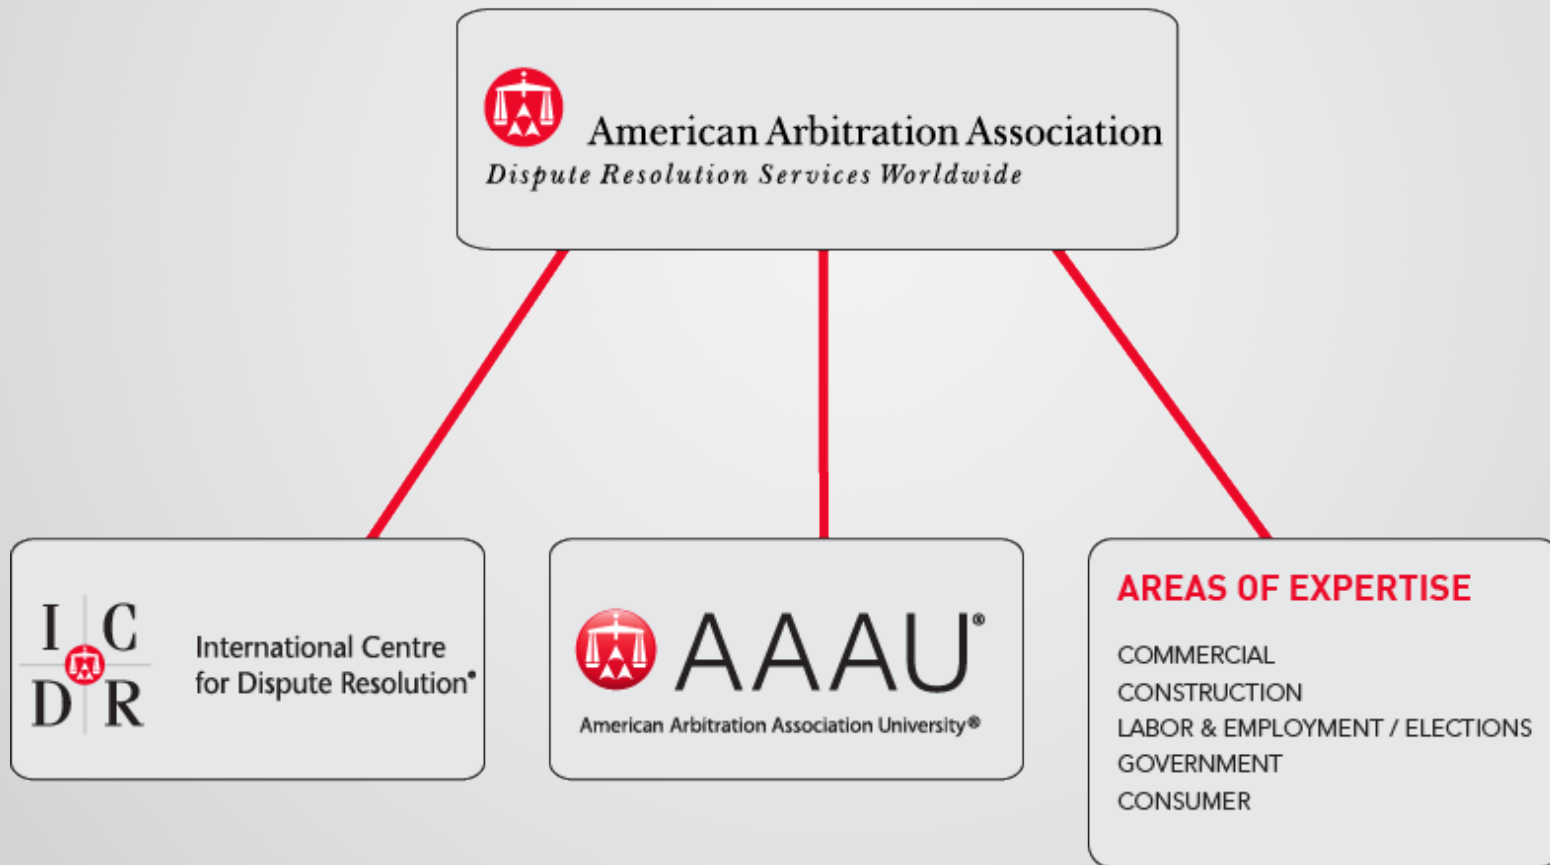 American Arbitration Association
Dispute Resolution Services Worldwide
I C
D R
International Centre
for Dispute Resolution®
AAAU®
American Arbitration Association University®
AREAS OF EXPERTISE
COMMERCIAL
CONSTRUCTION
LABOR & EMPLOYMENT / ELECTIONS
GOVERNMENT
CONSUMER